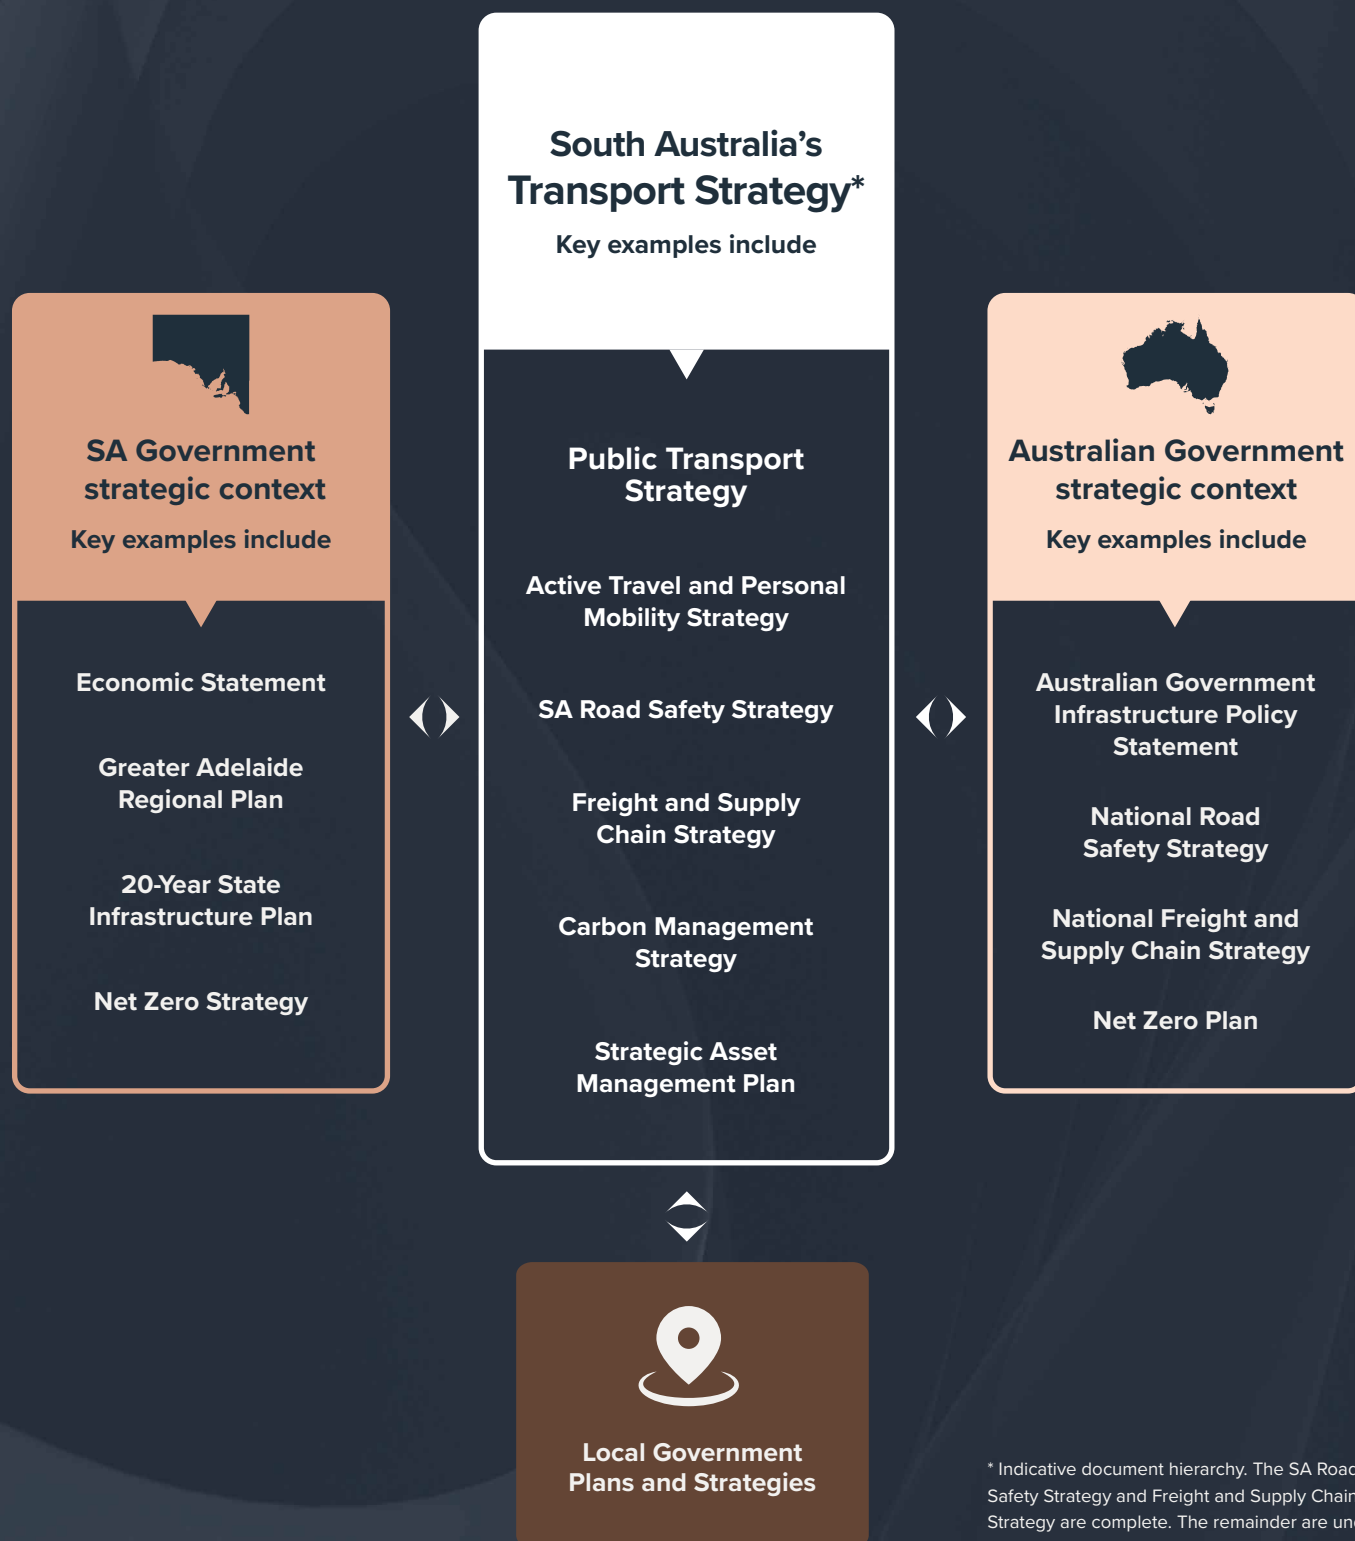 South Australia’s
Transport Strategy*
Key examples include
Public Transport
Strategy
Active Travel and Personal
Mobility Strategy
SA Road Safety Strategy
Freight and Supply
Chain Strategy
Carbon Management
Strategy
Strategic Asset
Management Plan
SA Government
strategic context
Key examples include
Economic Statement
Greater Adelaide
Regional Plan
20-Year State
Infrastructure Plan
Net Zero Strategy
Australian Government
strategic context
Key examples include
Australian Government
Infrastructure Policy
Statement
National Road
Safety Strategy
National Freight and
Supply Chain Strategy
Net Zero Plan
Local Government
Plans and Strategies
* Indicative document hierarchy. The SA Road
Safety Strategy and Freight and Supply Chain
Strategy are complete. The remainder are